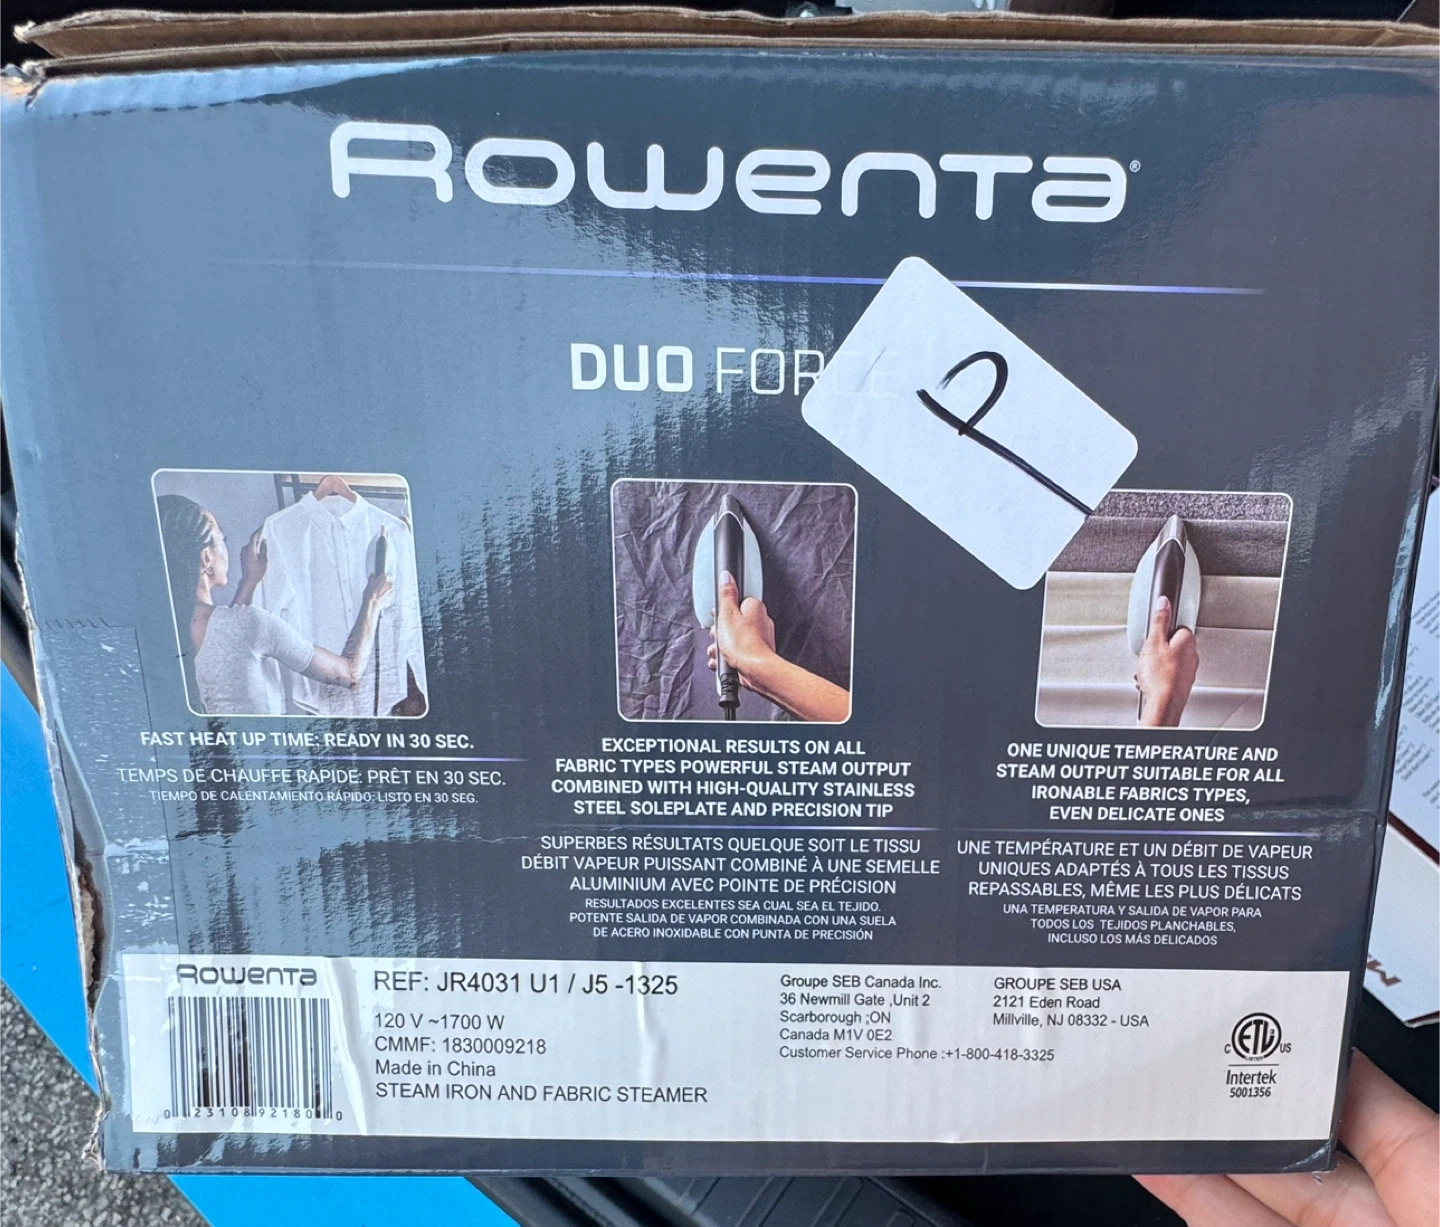 ROWENTA®
DUO FORCE
P
FAST HEAT UP TIME: READY IN 30 SEC.
TEMPS DE CHAUFFE RAPIDE: PRÊT EN 30 SEC.
TIEMPO DE CALENTAMIENTO RÁPIDO: LISTO EN 30 SEG.
EXCEPTIONAL RESULTS ON ALL
FABRIC TYPES POWERFUL STEAM OUTPUT
COMBINED WITH HIGH-QUALITY STAINLESS
STEEL SOLEPLATE AND PRECISION TIP
SUPERBES RÉSULTATS QUELQUE SOIT LE TISSU
DÉBIT VAPEUR PUISSANT COMBINÉ À UNE SEMELLE
ALUMINIUM AVEC POINTE DE PRÉCISION
RESULTADOS EXCELENTES SEA CUAL SEA EL TEJIDO.
POTENTE SALIDA DE VAPOR COMBINADA CON UNA SUELA
DE ACERO INOXIDABLE CON PUNTA DE PRECISIÓN
ONE UNIQUE TEMPERATURE AND
STEAM OUTPUT SUITABLE FOR ALL
IRONABLE FABRICS TYPES,
EVEN DELICATE ONES
UNE TEMPÉRATURE ET UN DÉBIT DE VAPEUR
UNIQUES ADAPTÉS À TOUS LES TISSUS
REPASSABLES, MÊME LES PLUS DÉLICATS
UNA TEMPERATURA Y SALIDA DE VAPOR PARA
TODOS LOS TEJIDOS PLANCHABLES,
INCLUSO LOS MÁS DELICADOS
ROWENTA
0 23108 92180 0
REF: JR4031 U1 / J5 -1325
120 V ~1700 W
CMMF: 1830009218
Made in China
STEAM IRON AND FABRIC STEAMER
Groupe SEB Canada Inc.
36 Newmill Gate ,Unit 2
Scarborough ;ON
Canada M1V 0E2
Customer Service Phone :+1-800-418-3325
GROUPE SEB USA
2121 Eden Road
Millville, NJ 08332 - USA
C ETL US
LISTED
Intertek
5001356